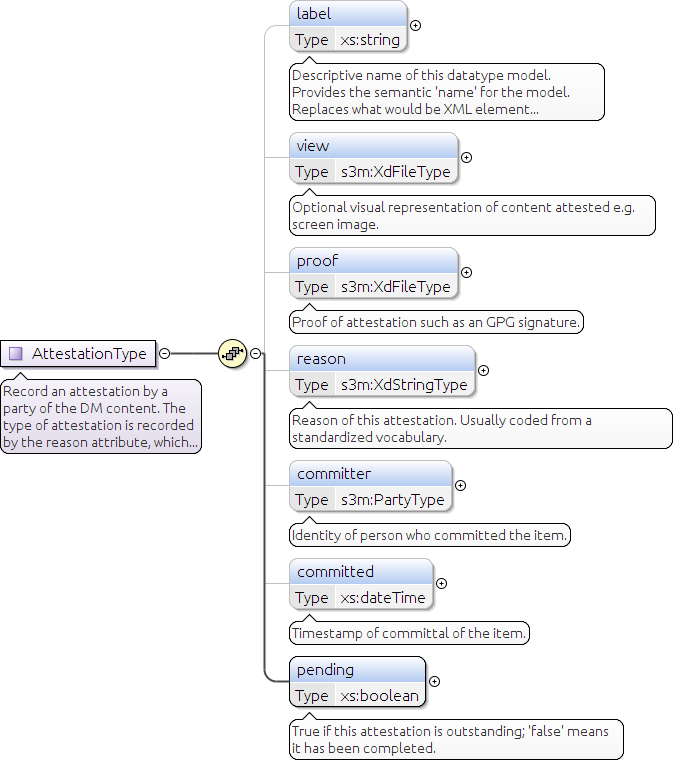 label
Type xs:string
Descriptive name of this datatype model.
Provides the semantic 'name' for the model.
Replaces what would be XML element...
view
Type s3m:XdFileType
Optional visual representation of content attested e.g.
screen image.
proof
Type s3m:XdFileType
Proof of attestation such as an GPG signature.
AttestationType
Record an attestation by a
party of the DM content. The
type of attestation is recorded
by the reason attribute, which...
reason
Type s3m:XdStringType
Reason of this attestation. Usually coded from a
standardized vocabulary.
committer
Type s3m:PartyType
Identity of person who committed the item.
committed
Type xs:dateTime
Timestamp of committal of the item.
pending
Type xs:boolean
True if this attestation is outstanding; 'false' means
it has been completed.